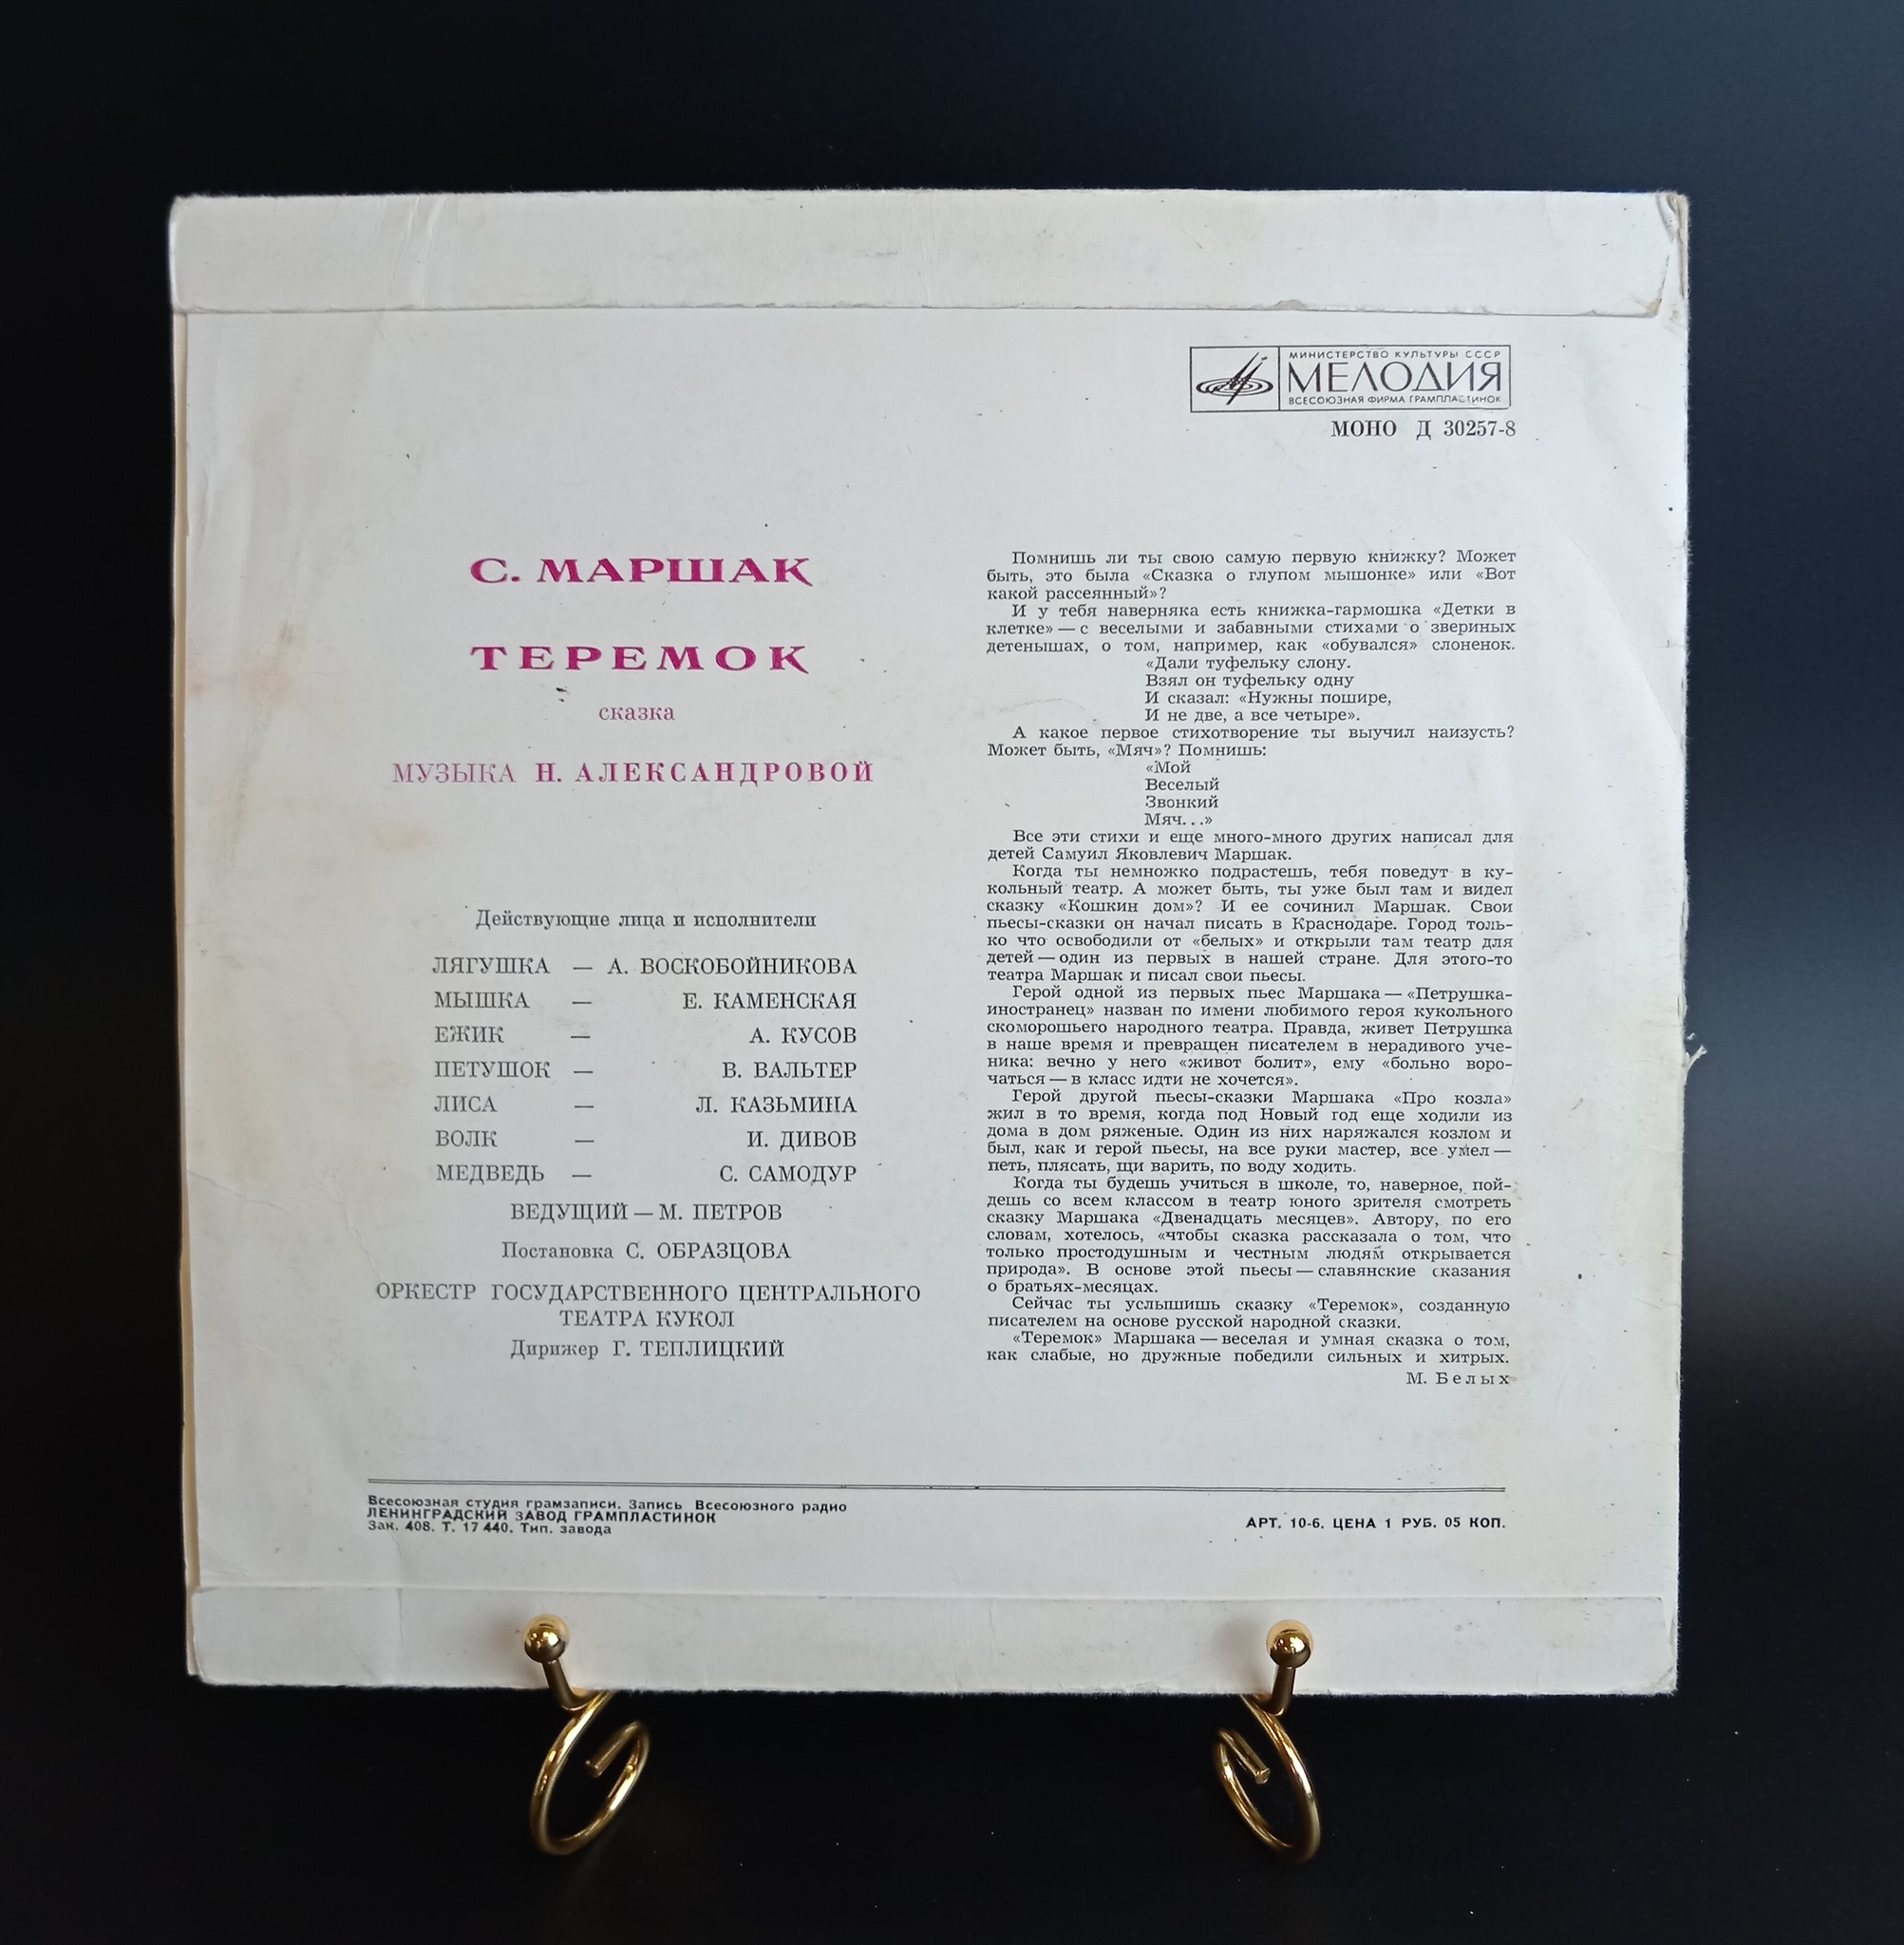 МИНИСТЕРСТВО КУЛЬТУРЫ СССР
МЕЛОДИЯ
ВСЕСОЮЗНАЯ ФИРМА ГРАМПЛАСТИНОК
МОНО Д 30257-8
С. МАРШАК
ТЕРЕМОК
сказка
МУЗЫКА Н. АЛЕКСАНДРОВОЙ
Действующие лица и исполнители
ЛЯГУШКА — А. ВОСКОБОЙНИКОВА
МЫШКА — Е. КАМЕНСКАЯ
ЕЖИК — А. КУСОВ
ПЕТУШОК — В. ВАЛЬТЕР
ЛИСА — Л. КАЗЬМИНА
ВОЛК — И. ДИВОВ
МЕДВЕДЬ — С. САМОДУР
ВЕДУЩИЙ — М. ПЕТРОВ
Постановка С. ОБРАЗЦОВА
ОРКЕСТР ГОСУДАРСТВЕННОГО ЦЕНТРАЛЬНОГО
ТЕАТРА КУКОЛ
Дирижер Г. ТЕПЛИЦКИЙ
Помнишь ли ты свою самую первую книжку? Может
быть, это была «Сказка о глупом мышонке» или «Вот
какой рассеянный»?
И у тебя наверняка есть книжка-гармошка «Детки в
клетке» — с веселыми и забавными стихами о звериных
детенышах, о том, например, как «обувался» слоненок.
«Дали туфельку слону.
Взял он туфельку одну
И сказал: «Нужны пошире,
И не две, а все четыре».
А какое первое стихотворение ты выучил наизусть?
Может быть, «Мяч»? Помнишь:
«Мой
Веселый
Звонкий
Мяч...»
Все эти стихи и еще много-много других написал для
детей Самуил Яковлевич Маршак.
Когда ты немножко подрастешь, тебя поведут в ку-
кольный театр. А может быть, ты уже был там и видел
сказку «Кошкин дом»? И ее сочинил Маршак. Свои
пьесы-сказки он начал писать в Краснодаре. Город толь-
ко что освободили от «белых» и открыли там театр для
детей — один из первых в нашей стране. Для этого-то
театра Маршак и писал свои пьесы.
Герой одной из первых пьес Маршака — «Петрушка-
иностранец» назван по имени любимого героя кукольного
скоморошьего народного театра. Правда, живет Петрушка
в наше время и превращен писателем в нерадивого уче-
ника: вечно у него «живот болит», ему «больно воро-
чаться — в класс идти не хочется».
Герой другой пьесы-сказки Маршака «Про козла»
жил в то время, когда под Новый год еще ходили из
дома в дом ряженые. Один из них наряжался козлом и
был, как и герой пьесы, на все руки мастер, все умел —
петь, плясать, щи варить, по воду ходить.
Когда ты будешь учиться в школе, то, наверное, пой-
дешь со всем классом в театр юного зрителя смотреть
сказку Маршака «Двенадцать месяцев». Автору, по его
словам, хотелось, «чтобы сказка рассказала о том, что
только простодушным и честным людям открывается
природа». В основе этой пьесы — славянские сказания
о братьях-месяцах.
Сейчас ты услышишь сказку «Теремок», созданную
писателем на основе русской народной сказки.
«Теремок» Маршака — веселая и умная сказка о том,
как слабые, но дружные победили сильных и хитрых.
М. Белых
Всесоюзная студия грамзаписи. Запись Всесоюзного радио
ЛЕНИНГРАДСКИЙ ЗАВОД ГРАМПЛАСТИНОК
Зак. 408. Т. 17 440. Тип. завода
АРТ. 10-6. ЦЕНА 1 РУБ. 05 КОП.